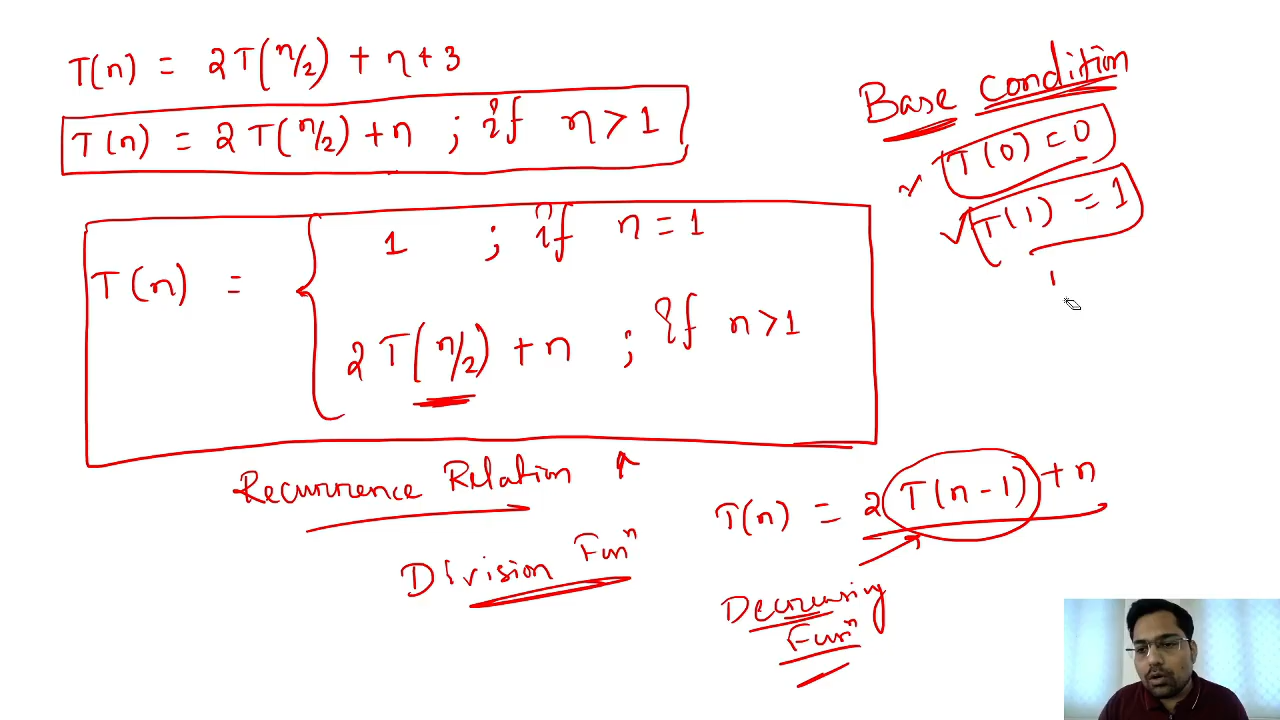 T(n) = 2T(n/2) + n + 3
T(n) = 2T(n/2) + n ; if n > 1
Base condition
T(0) = 0
T(1) = 1
T(n) = { 1 ; if n = 1
2T(n/2) + n ; if n > 1
Recurrence Relation
Division Funⁿ
T(n) = 2T(n-1) + n
Decreasing
Funⁿ